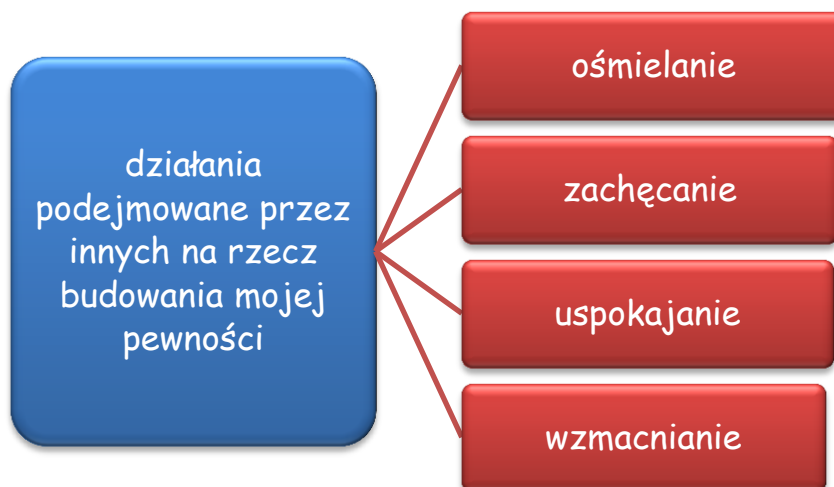 działania
podejmowane przez
innych na rzecz
budowania mojej
pewności
ośmielanie
zachęcanie
uspokajanie
wzmacnianie